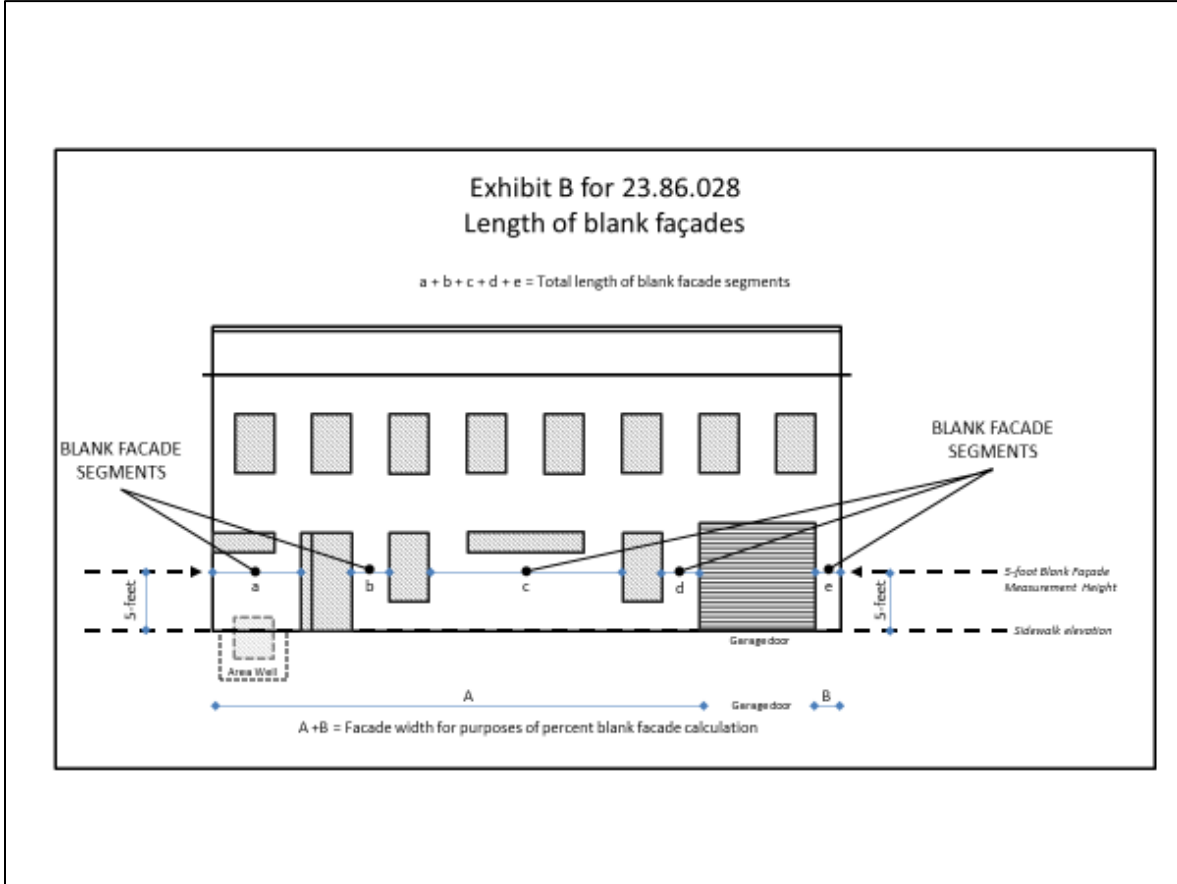 Exhibit B for 23.86.028
Length of blank façades
a + b + c + d + e = Total length of blank facade segments
BLANK FACADE
SEGMENTS
BLANK FACADE
SEGMENTS
5-feet
a
b
c
d
e
5-feet
5-foot Blank Façade
Measurement Height
Sidewalk elevation
Garage door
Area Well
A
Garage door
B
A +B = Facade width for purposes of percent blank facade calculation